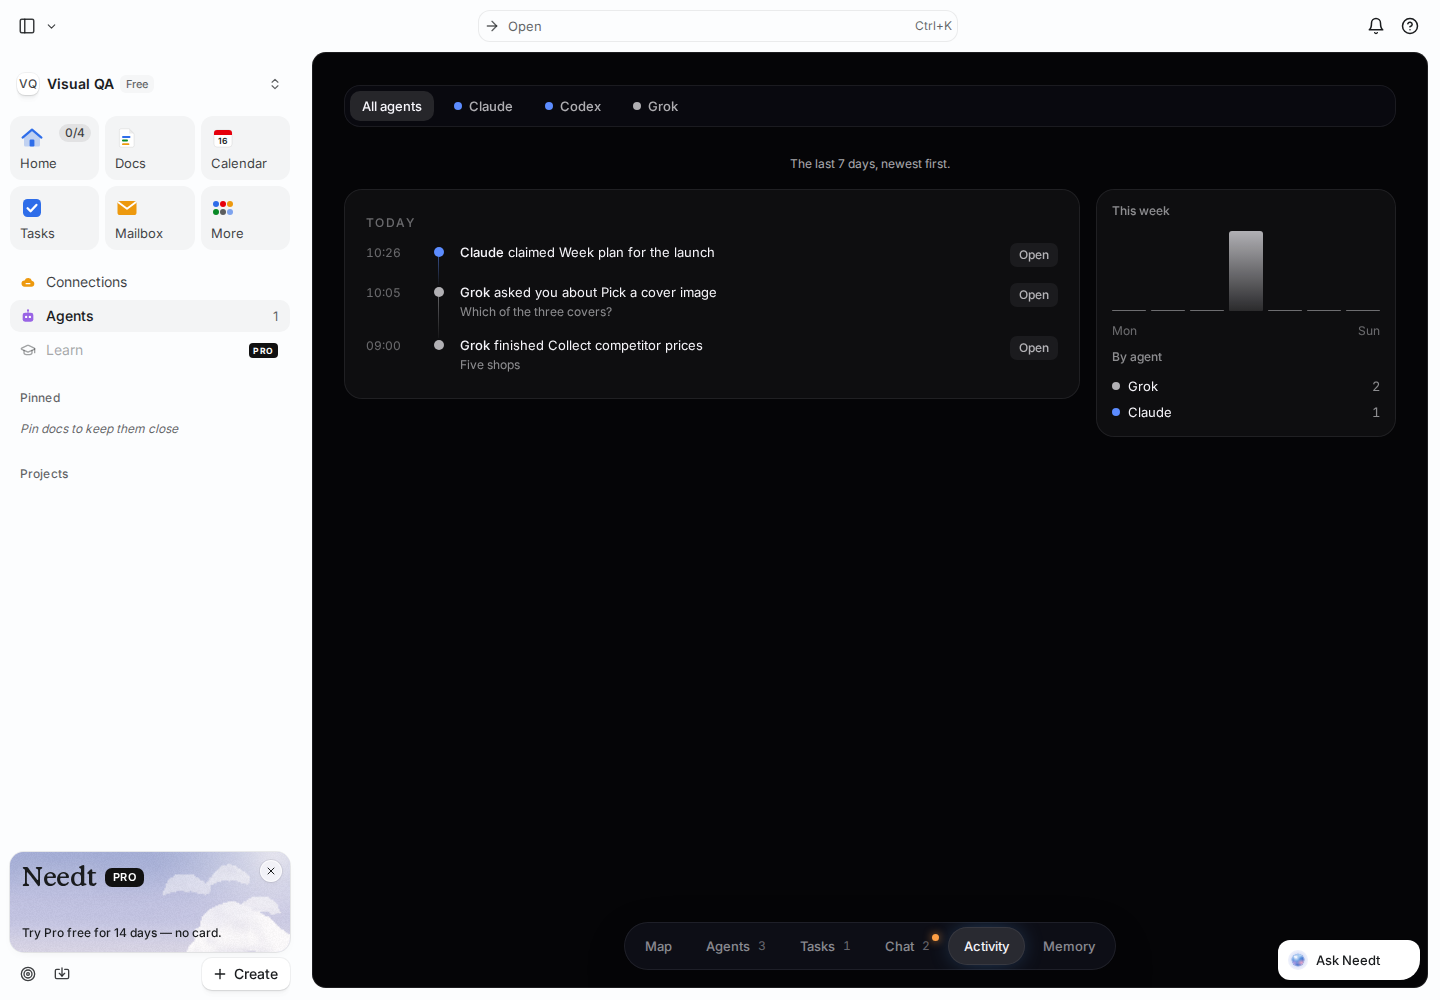 Open
Ctrl+K
VQ
Visual QA
Free
0/4
Home
Docs
16
Calendar
Tasks
Mailbox
More
Connections
Agents
1
Learn
PRO
Pinned
Pin docs to keep them close
Projects
Needt
PRO
Try Pro free for 14 days — no card.
Create
All agents
Claude
Codex
Grok
The last 7 days, newest first.
TODAY
10:26
Claude claimed Week plan for the launch
Open
10:05
Grok asked you about Pick a cover image
Which of the three covers?
Open
09:00
Grok finished Collect competitor prices
Five shops
Open
This week
Mon
Sun
By agent
Grok
2
Claude
1
Map
Agents 3
Tasks 1
Chat 2
Activity
Memory
Ask Needt